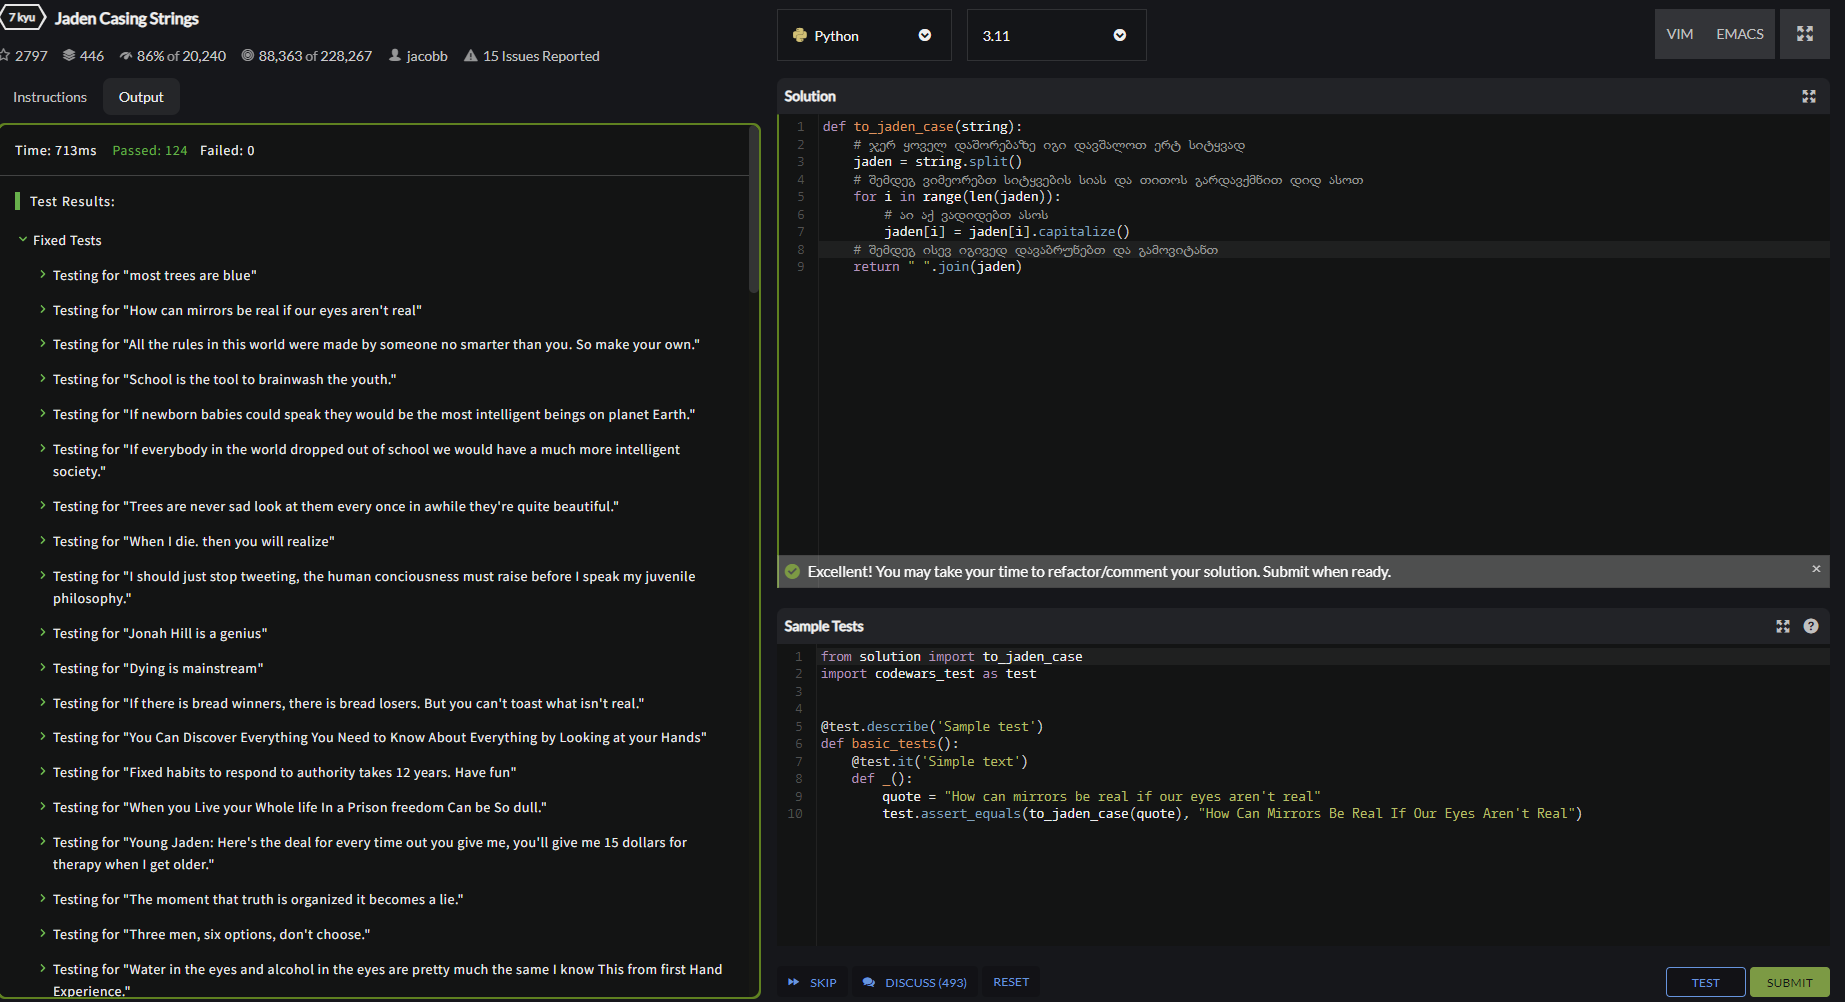 7 kyu Jaden Casing Strings
2797 446 86% of 20,240 88,363 of 228,267 jacobb 15 Issues Reported
Instructions Output
Time: 713ms Passed: 124 Failed: 0
Test Results:
Fixed Tests
Testing for "most trees are blue"
Testing for "How can mirrors be real if our eyes aren't real"
Testing for "All the rules in this world were made by someone no smarter than you. So make your own."
Testing for "School is the tool to brainwash the youth."
Testing for "If newborn babies could speak they would be the most intelligent beings on planet Earth."
Testing for "If everybody in the world dropped out of school we would have a much more intelligent
society."
Testing for "Trees are never sad look at them every once in awhile they're quite beautiful."
Testing for "When I die. then you will realize"
Testing for "I should just stop tweeting, the human conciousness must raise before I speak my juvenile
philosophy."
Testing for "Jonah Hill is a genius"
Testing for "Dying is mainstream"
Testing for "If there is bread winners, there is bread losers. But you can't toast what isn't real."
Testing for "You Can Discover Everything You Need to Know About Everything by Looking at your Hands"
Testing for "Fixed habits to respond to authority takes 12 years. Have fun"
Testing for "When you Live your Whole life In a Prison freedom Can be So dull."
Testing for "Young Jaden: Here's the deal for every time out you give me, you'll give me 15 dollars for
therapy when I get older."
Testing for "The moment that truth is organized it becomes a lie."
Testing for "Three men, six options, don't choose."
Testing for "Water in the eyes and alcohol in the eyes are pretty much the same I know This from first Hand
Experience."
Python 3.11 VIM EMACS
Solution
1 def to_jaden_case(string):
2 # ჯერ ყოველ დაშორებაზე იგი დავშალოთ ერტ სიტყვად
3 jaden = string.split()
4 # შემდეგ ვიმეორებთ სიტყვების სიას და თითოს გარდავქმნით დიდ ასოთ
5 for i in range(len(jaden)):
6 # აი აქ ვადიდებთ ასოს
7 jaden[i] = jaden[i].capitalize()
8 # შემდეგ ისევ იგივედ დავაბრუნებთ და გამოვიტანთ
9 return " ".join(jaden)
Excellent! You may take your time to refactor/comment your solution. Submit when ready. ×
Sample Tests ?
1 from solution import to_jaden_case
2 import codewars_test as test
3
4
5 @test.describe('Sample test')
6 def basic_tests():
7 @test.it('Simple text')
8 def _():
9 quote = "How can mirrors be real if our eyes aren't real"
10 test.assert_equals(to_jaden_case(quote), "How Can Mirrors Be Real If Our Eyes Aren't Real")
SKIP DISCUSS (493) RESET TEST SUBMIT